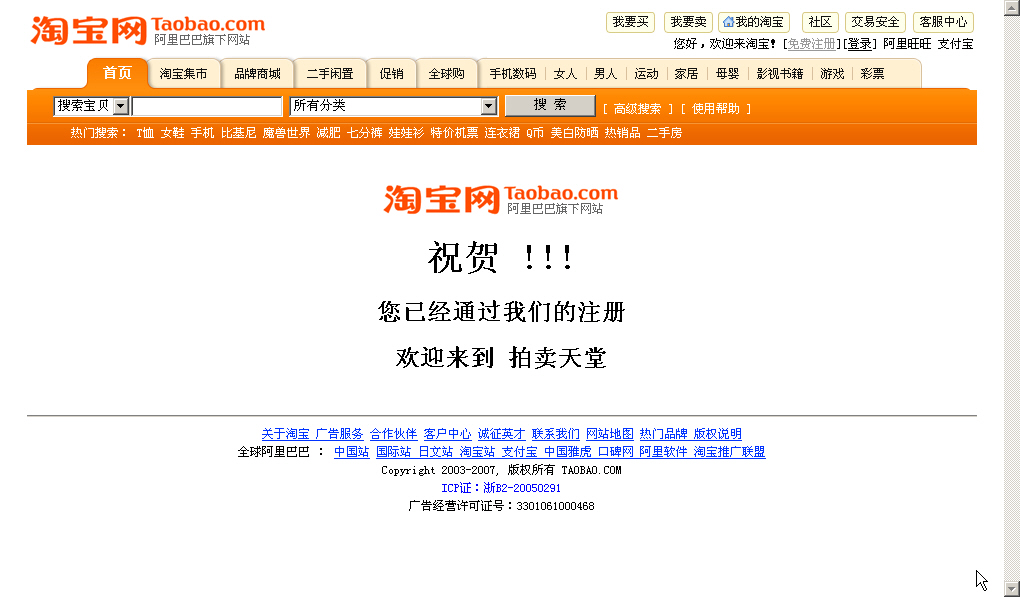 淘宝网 Taobao.com
阿里巴巴旗下网站
我要买 我要卖 我的淘宝 社区 交易安全 客服中心
您好，欢迎来淘宝！[免费注册][登录] 阿里旺旺 支付宝
首页 淘宝集市 品牌商城 二手闲置 促销 全球购 手机数码 女人 男人 运动 家居 母婴 影视书籍 游戏 彩票
搜索宝贝 所有分类 搜 索 [ 高级搜索 ] [ 使用帮助 ]
热门搜索： T恤 女鞋 手机 比基尼 魔兽世界 减肥 七分裤 娃娃衫 特价机票 连衣裙 Q币 美白防晒 热销品 二手房
淘宝网 Taobao.com
阿里巴巴旗下网站
祝贺 !!!
您已经通过我们的注册
欢迎来到 拍卖天堂
关于淘宝 广告服务 合作伙伴 客户中心 诚征英才 联系我们 网站地图 热门品牌 版权说明
全球阿里巴巴 ： 中国站 国际站 日文站 淘宝站 支付宝 中国雅虎 口碑网 阿里软件 淘宝推广联盟
Copyright 2003-2007, 版权所有 TAOBAO.COM
ICP证：浙B2-20050291
广告经营许可证号：3301061000468